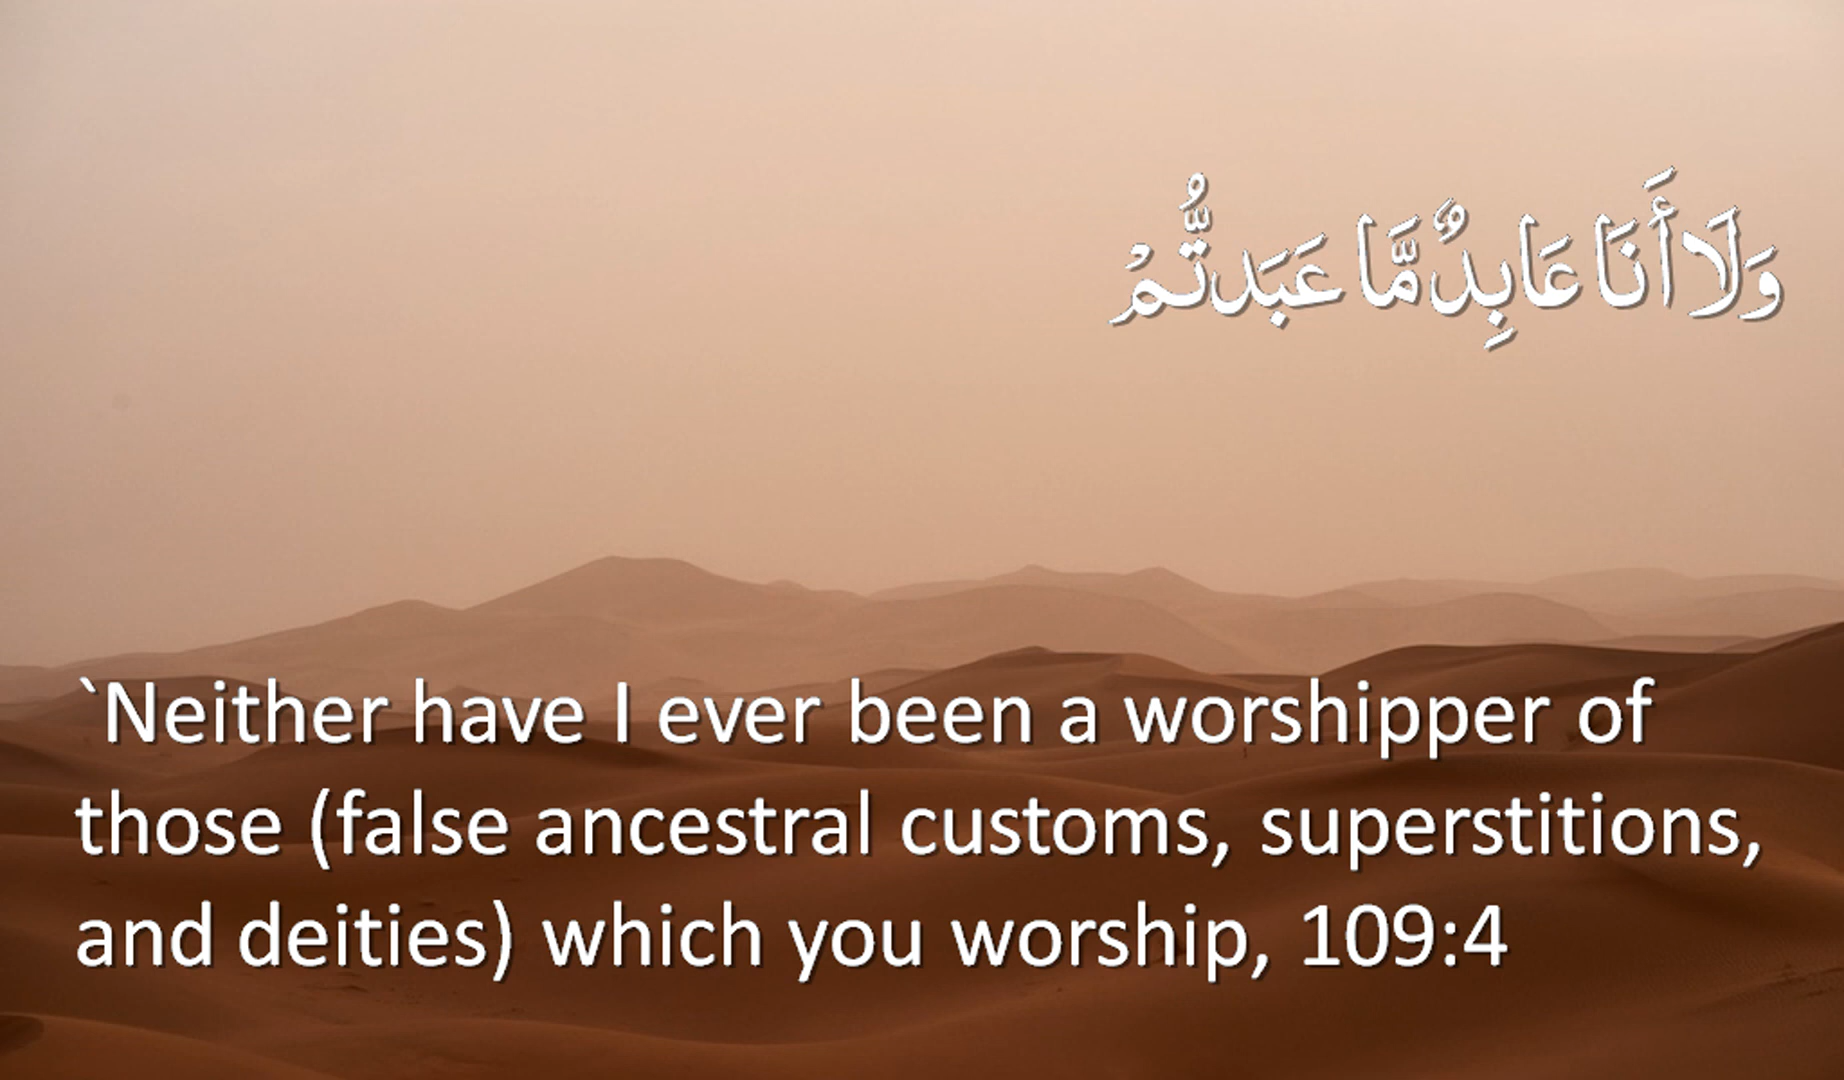 وَلَا أَنَا عَابِدٌ مَّا عَبَدتُّمْ
`Neither have I ever been a worshipper of
those (false ancestral customs, superstitions,
and deities) which you worship, 109:4